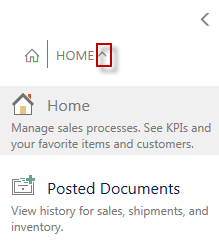 HOME
Home
Manage sales processes. See KPIs and
your favorite items and customers.
Posted Documents
View history for sales, shipments, and
inventory.